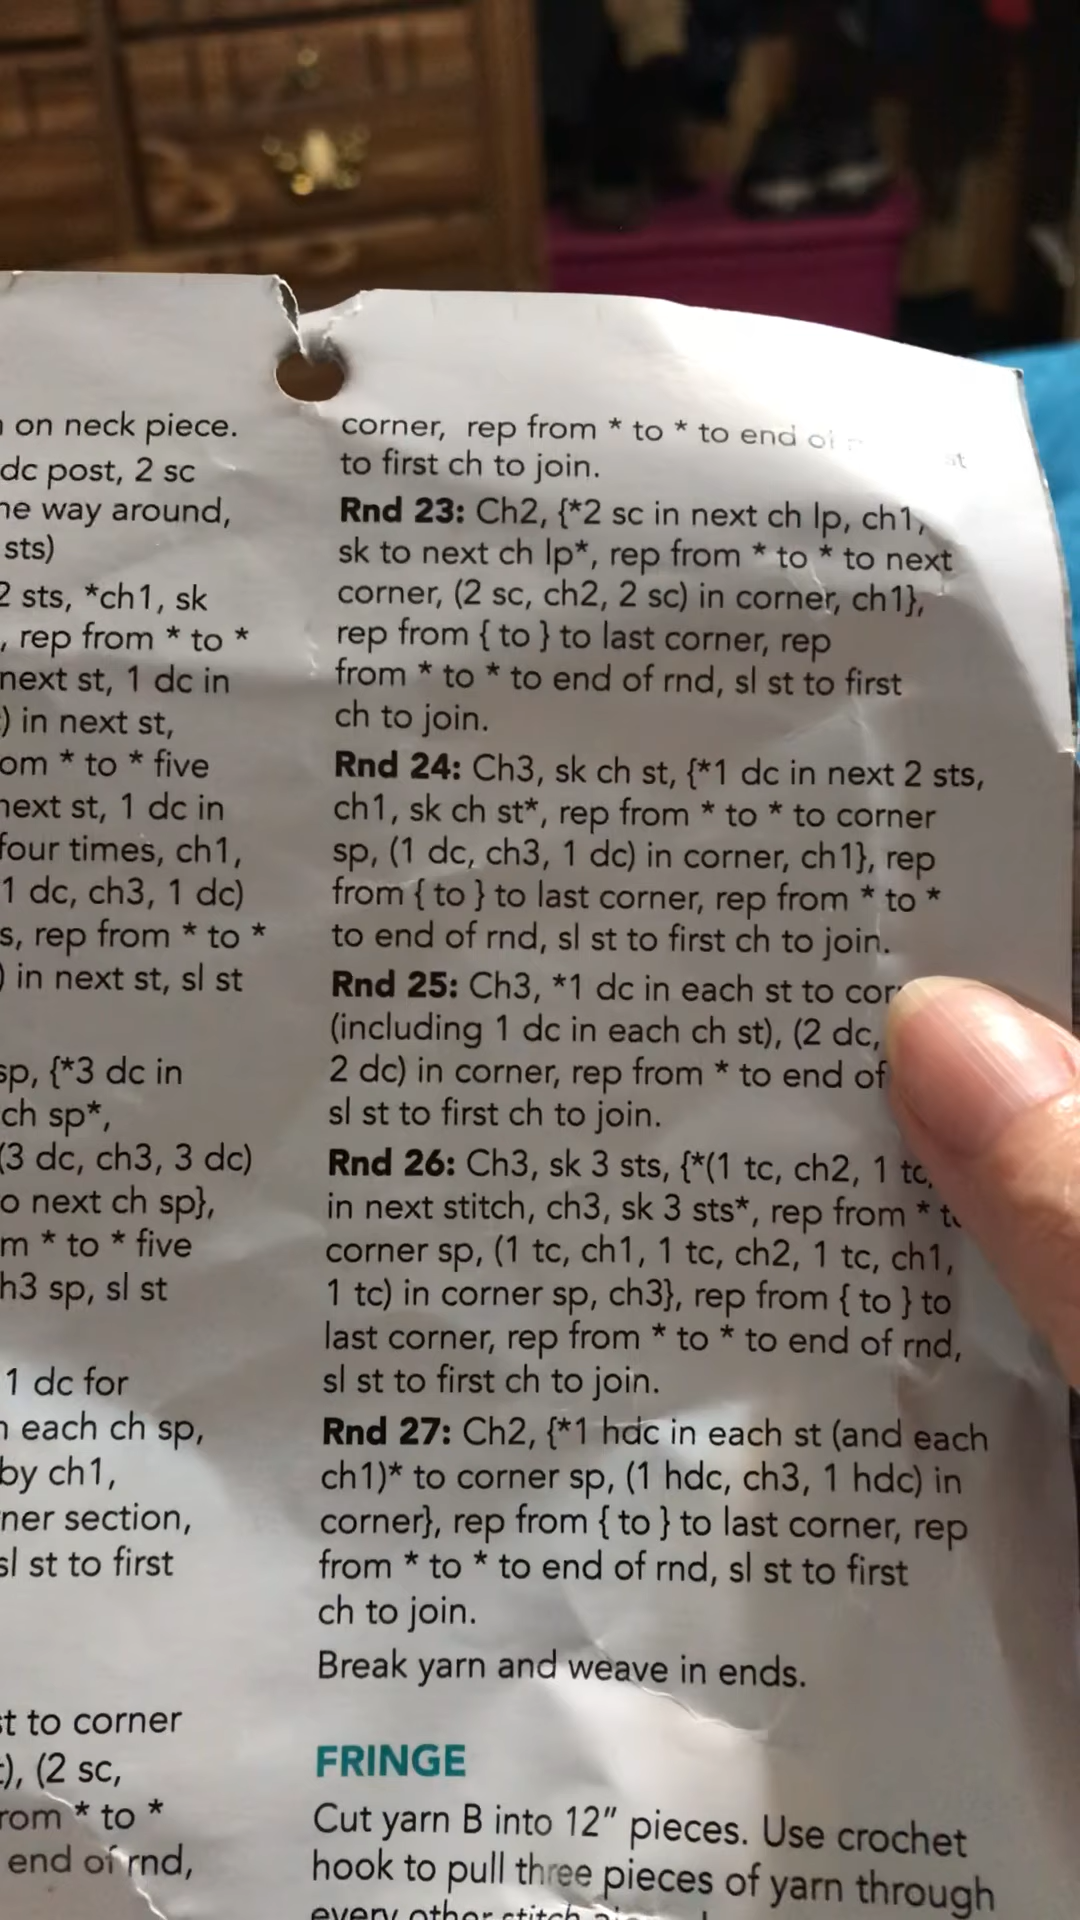 on neck piece.
dc post, 2 sc
way around,
sts)
2 sts, *ch1, sk
, rep from * to *
next st, 1 dc in
) in next st,
* to * five
next st, 1 dc in
four times, ch1,
1 dc, ch3, 1 dc)
rep from * to *
) in next st, sl st
sp, {*3 dc in
ch sp*,
(3 dc, ch3, 3 dc)
next ch sp},
* to * five
sp, sl st
1 dc for
each ch sp,
by ch1,
section,
sl st to first
to corner
(2 sc,
* to *
end of rnd,
corner, rep from * to * to end of
to first ch to join.
Rnd 23: Ch2, {*2 sc in next ch lp, ch1,
sk to next ch lp*, rep from * to * to next
corner, (2 sc, ch2, 2 sc) in corner, ch1},
rep from { to } to last corner, rep
from * to * to end of rnd, sl st to first
ch to join.
Rnd 24: Ch3, sk ch st, {*1 dc in next 2 sts,
ch1, sk ch st*, rep from * to * to corner
sp, (1 dc, ch3, 1 dc) in corner, ch1}, rep
from { to } to last corner, rep from * to *
to end of rnd, sl st to first ch to join.
Rnd 25: Ch3, *1 dc in each st to
(including 1 dc in each ch st), (2 dc,
2 dc) in corner, rep from * to end of
sl st to first ch to join.
Rnd 26: Ch3, sk 3 sts, {*(1 tc, ch2, 1 tc,
in next stitch, ch3, sk 3 sts*, rep from *
corner sp, (1 tc, ch1, 1 tc, ch2, 1 tc, ch1,
1 tc) in corner sp, ch3}, rep from { to } to
last corner, rep from * to * to end of rnd,
sl st to first ch to join.
Rnd 27: Ch2, {*1 hdc in each st (and each
ch1)* to corner sp, (1 hdc, ch3, 1 hdc) in
corner}, rep from { to } to last corner, rep
from * to * to end of rnd, sl st to first
ch to join.
Break yarn and weave in ends.
FRINGE
Cut yarn B into 12" pieces. Use crochet
hook to pull three pieces of yarn through
every other stitch